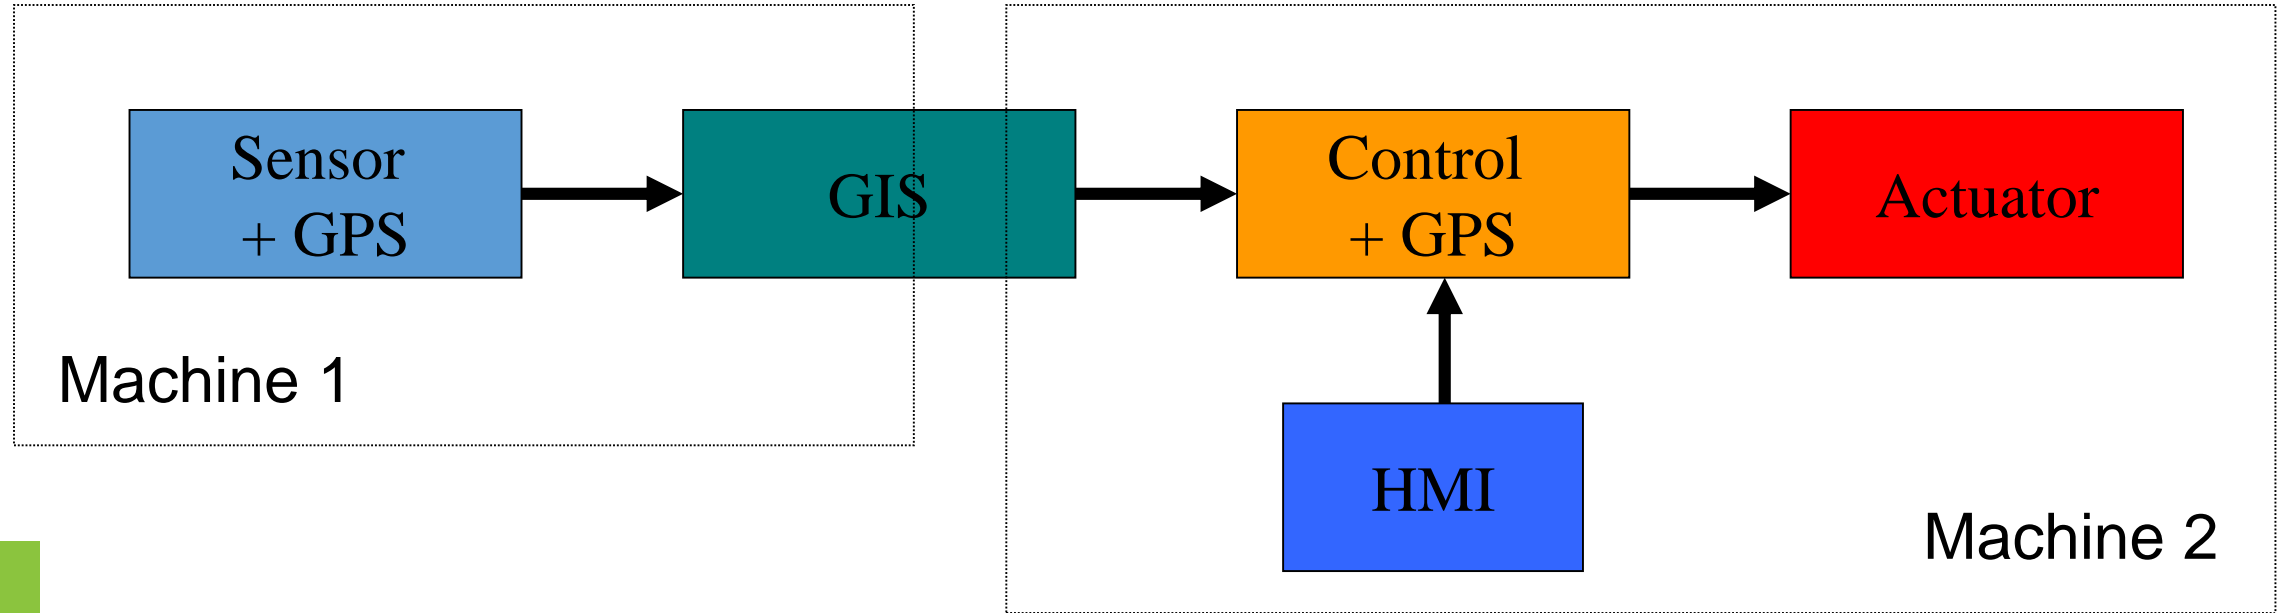 Sensor
+ GPS
GIS
Control
+ GPS
Actuator
Machine 1
HMI
Machine 2